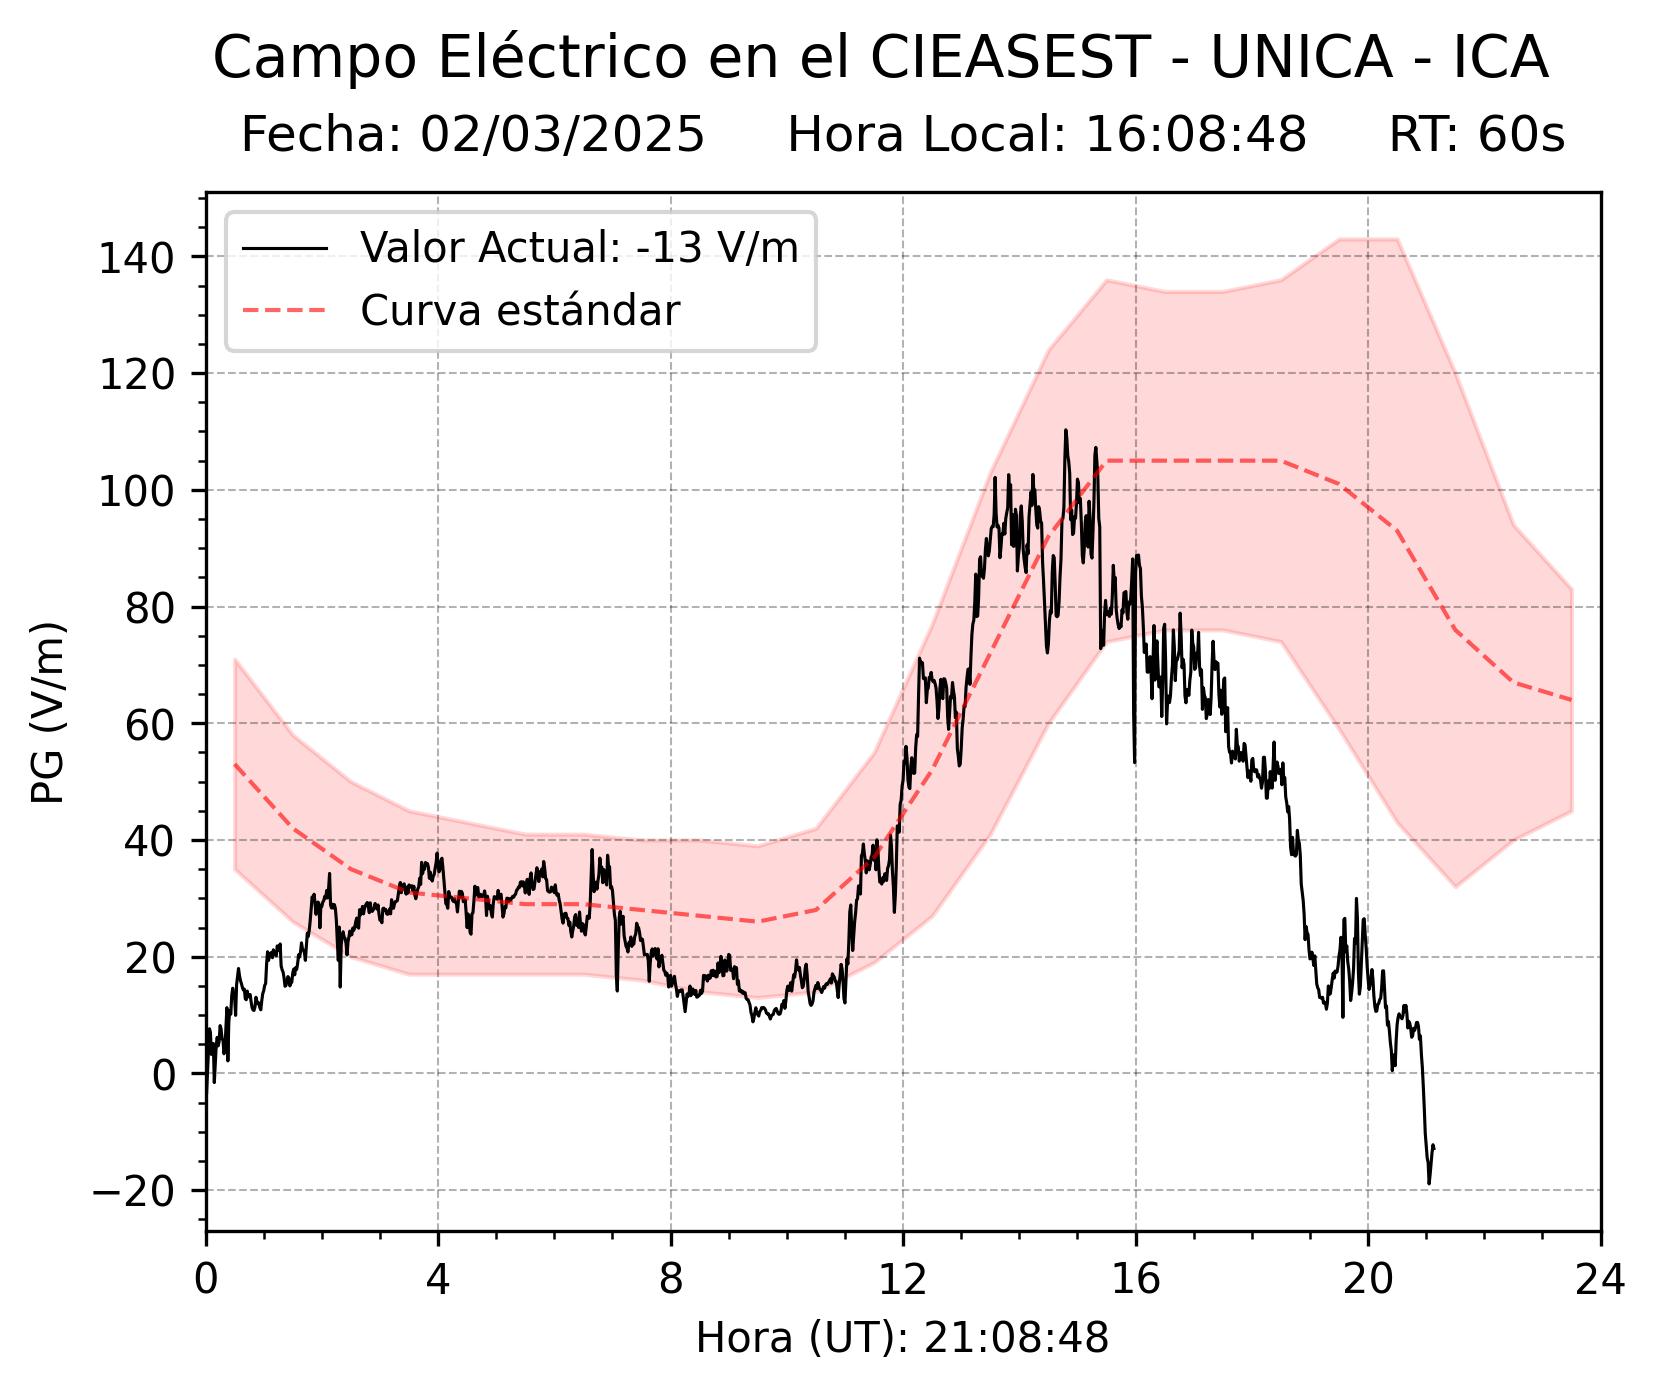 Campo Eléctrico en el CIEASEST - UNICA - ICA
Fecha: 02/03/2025 Hora Local: 16:08:48 RT: 60s
Valor Actual: -13 V/m
Curva estándar
140
120
100
80
60
40
20
0
−20
PG (V/m)
0 4 8 12 16 20 24
Hora (UT): 21:08:48